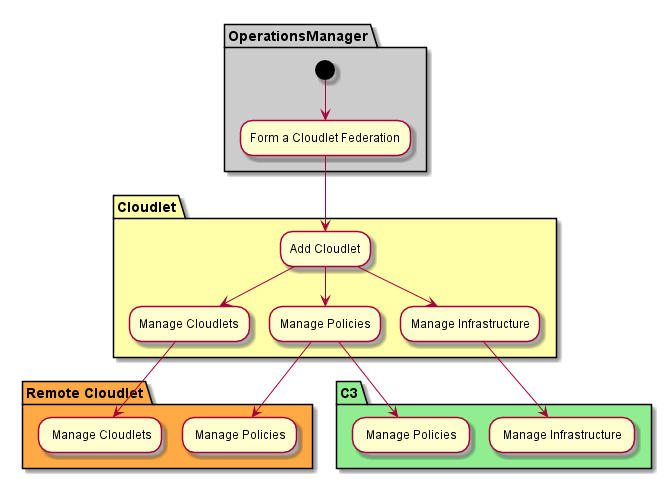 OperationsManager
Form a Cloudlet Federation
Cloudlet
Add Cloudlet
Manage Cloudlets
Manage Policies
Manage Infrastructure
Remote Cloudlet
Manage Cloudlets
Manage Policies
C3
Manage Policies
Manage Infrastructure